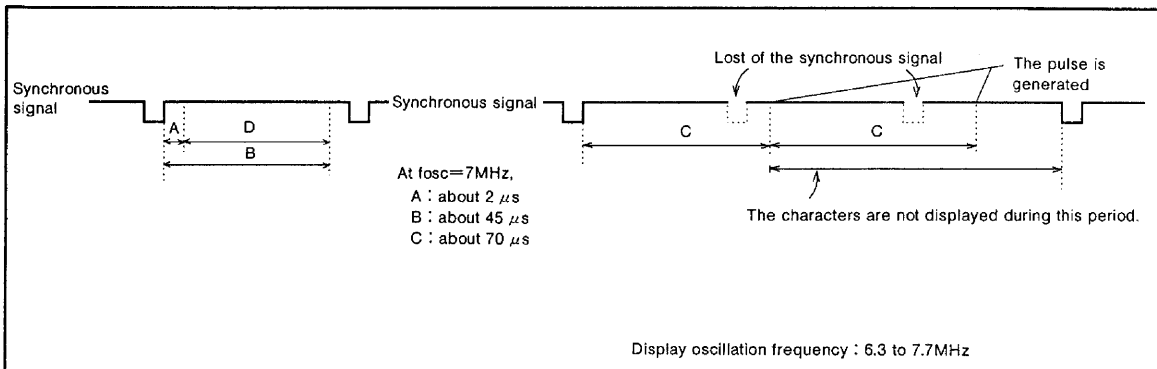 Lost of the synchronous signal
The pulse is
generated
Synchronous
signal
Synchronous signal
A
D
B
C
C
At fosc=7MHz,
A : about 2 μs
B : about 45 μs
C : about 70 μs
The characters are not displayed during this period.
Display oscillation frequency : 6.3 to 7.7MHz